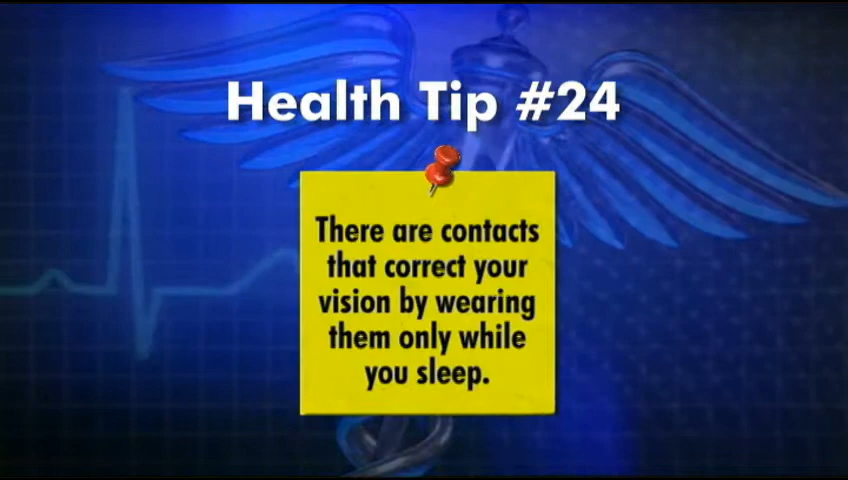 Health Tip #24
There are contacts
that correct your
vision by wearing
them only while
you sleep.